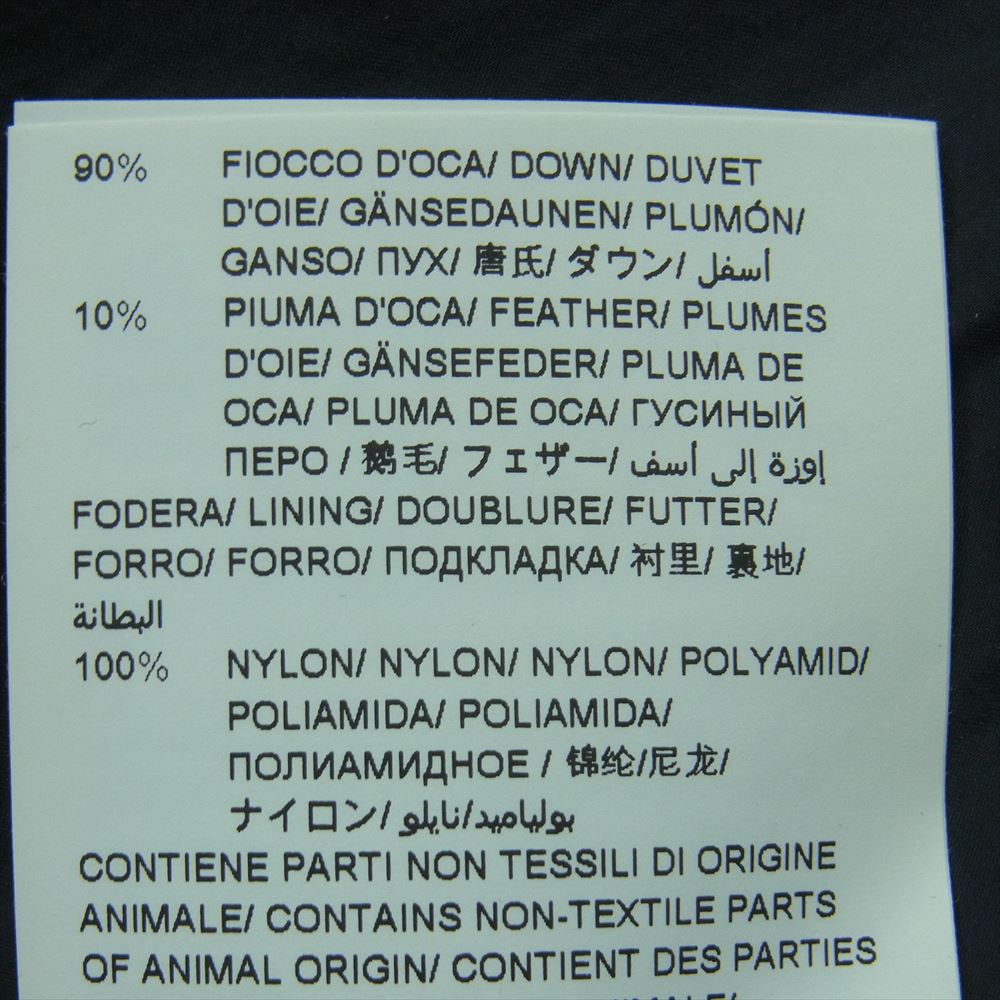 90% FIOCCO D'OCA/ DOWN/ DUVET
D'OIE/ GÄNSEDAUNEN/ PLUMÓN/
GANSO/ ПУХ/ 唐氏/ ダウン/ أسفل
10% PIUMA D'OCA/ FEATHER/ PLUMES
D'OIE/ GÄNSEFEDER/ PLUMA DE
OCA/ PLUMA DE OCA/ ГУСИНЫЙ
ПЕРО / 鹅毛/ フェザー/ إوزة إلى أسف
FODERA/ LINING/ DOUBLURE/ FUTTER/
FORRO/ FORRO/ ПОДКЛАДКА/ 衬里/ 裏地/
البطانة
100% NYLON/ NYLON/ NYLON/ POLYAMID/
POLIAMIDA/ POLIAMIDA/
ПОЛИАМИДНОЕ / 锦纶/尼龙/
ナイロン/ بولياميد/نايلو
CONTIENE PARTI NON TESSILI DI ORIGINE
ANIMALE/ CONTAINS NON-TEXTILE PARTS
OF ANIMAL ORIGIN/ CONTIENT DES PARTIES